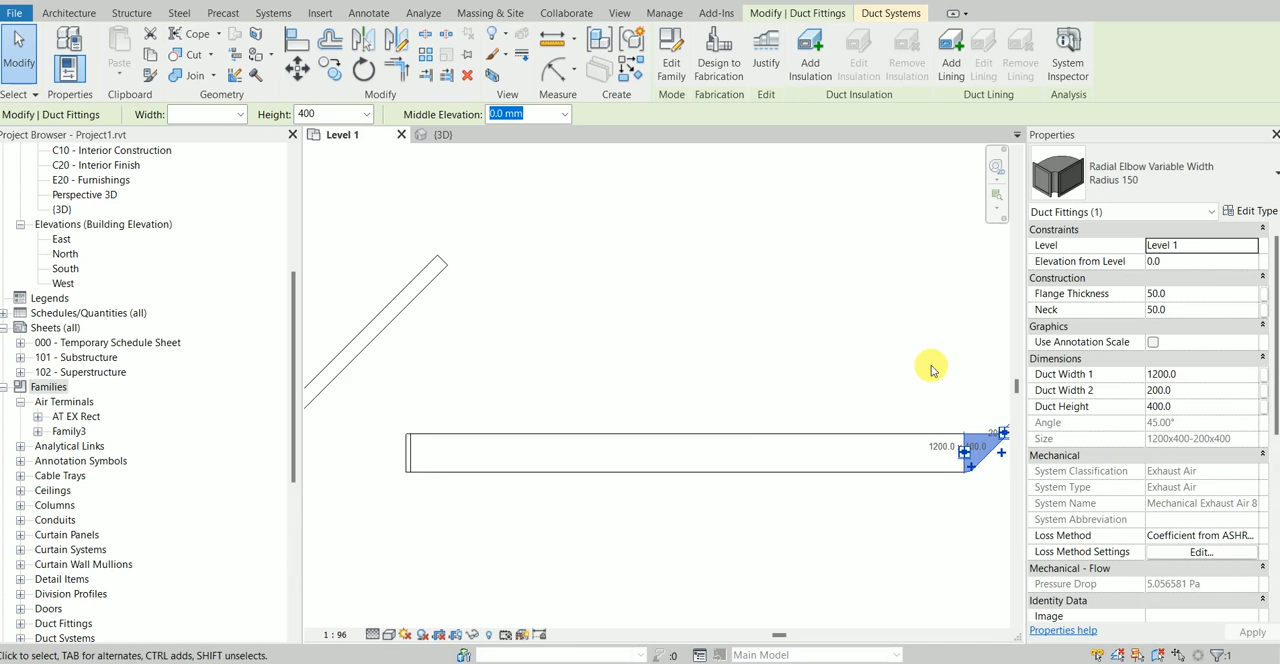 File Architecture Structure Steel Precast Systems Insert Annotate Analyze Massing & Site Collaborate View Manage Add-Ins Modify | Duct Fittings Duct Systems
Cope
Cut
Join
Modify Paste Edit Family Design to Fabrication Justify Add Insulation Edit Insulation Remove Insulation Add Lining Edit Lining Remove Lining System Inspector
Select Properties Clipboard Geometry Modify View Measure Create Mode Fabrication Edit Duct Insulation Duct Lining Analysis
Modify | Duct Fittings Width: Height: 400 Middle Elevation: 0.0 mm
Project Browser - Project1.rvt
Level 1 {3D}
Properties
C10 - Interior Construction
C20 - Interior Finish
E20 - Furnishings
Perspective 3D
{3D}
Elevations (Building Elevation)
East
North
South
West
Legends
Schedules/Quantities (all)
Sheets (all)
000 - Temporary Schedule Sheet
101 - Substructure
102 - Superstructure
Families
Air Terminals
AT EX Rect
Family3
Analytical Links
Annotation Symbols
Cable Trays
Ceilings
Columns
Conduits
Curtain Panels
Curtain Systems
Curtain Wall Mullions
Detail Items
Division Profiles
Doors
Duct Fittings
Duct Systems
1200.0
Radial Elbow Variable Width
Radius 150
Duct Fittings (1) Edit Type
Constraints
Level Level 1
Elevation from Level 0.0
Construction
Flange Thickness 50.0
Neck 50.0
Graphics
Use Annotation Scale
Dimensions
Duct Width 1 1200.0
Duct Width 2 200.0
Duct Height 400.0
Angle 45.00°
Size 1200x400-200x400
Mechanical
System Classification Exhaust Air
System Type Exhaust Air
System Name Mechanical Exhaust Air 8
System Abbreviation
Loss Method Coefficient from ASHR...
Loss Method Settings Edit...
Mechanical - Flow
Pressure Drop 5.056581 Pa
Identity Data
Image
Properties help Apply
1 : 96
Click to select, TAB for alternates, CTRL adds, SHIFT unselects. :0 Main Model :1